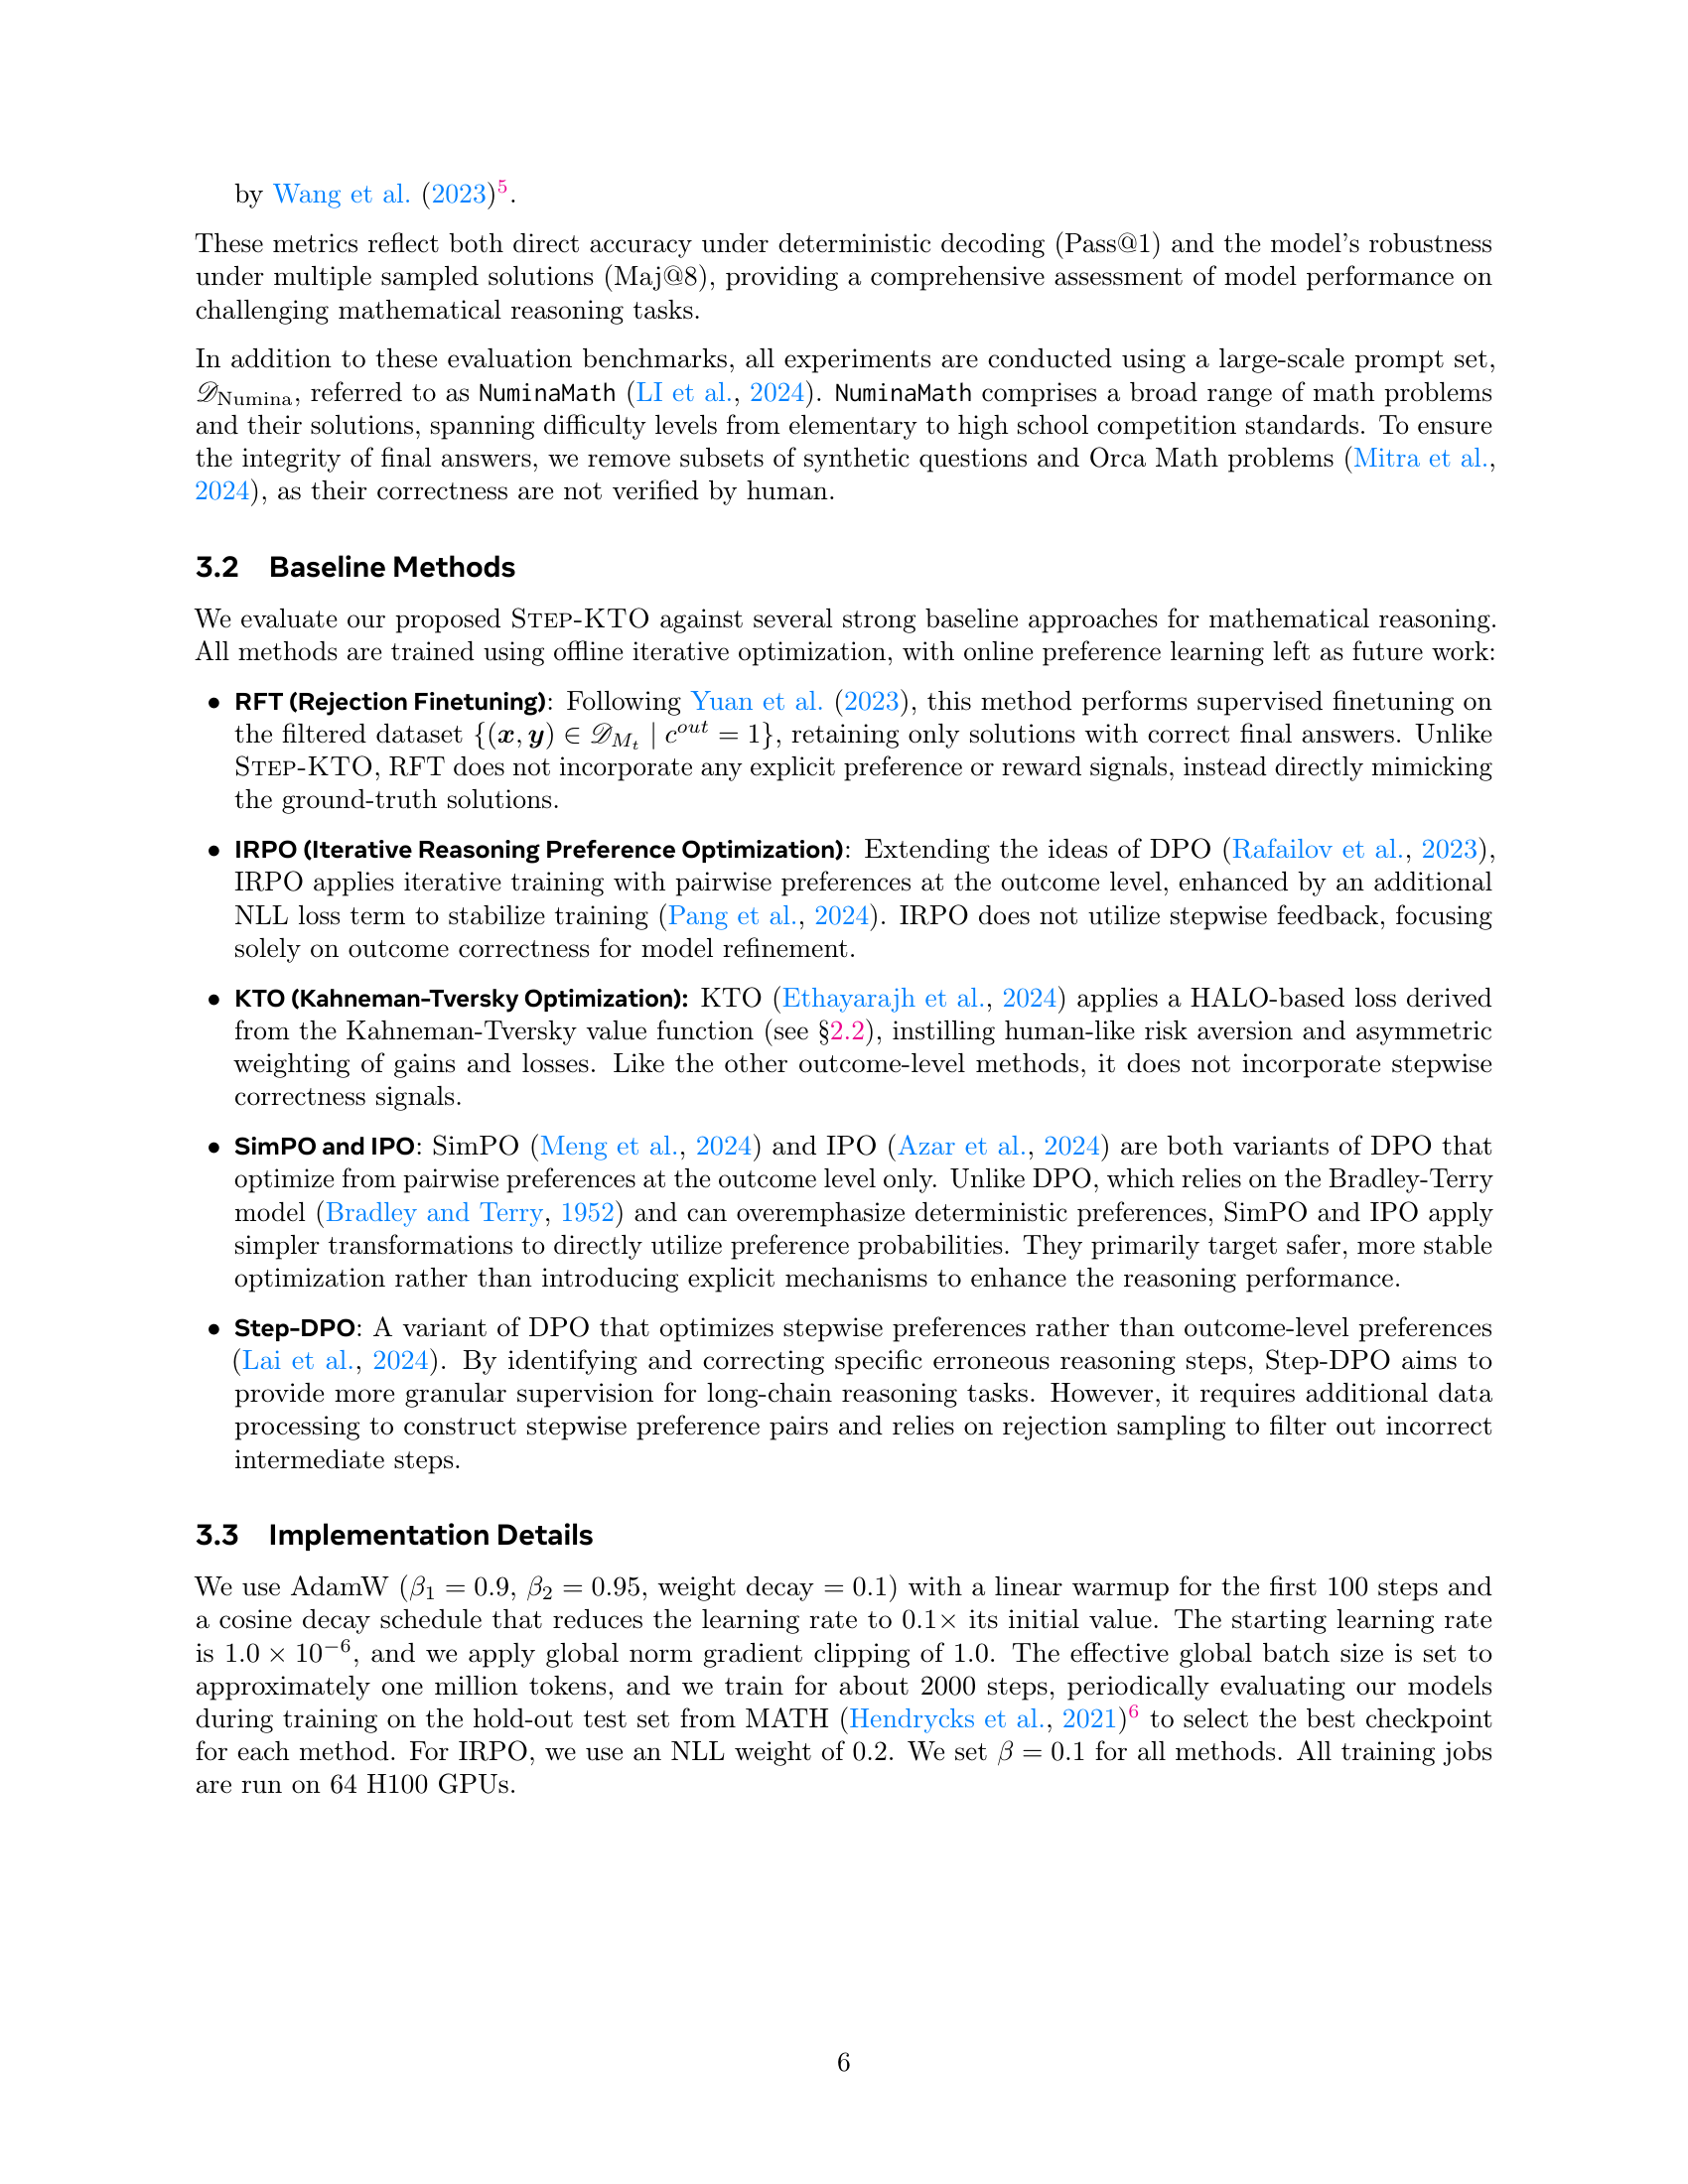 by Wang et al. (2023)5.
These metrics reflect both direct accuracy under deterministic decoding (Pass@1) and the model's robustness
under multiple sampled solutions (Maj@8), providing a comprehensive assessment of model performance on
challenging mathematical reasoning tasks.
In addition to these evaluation benchmarks, all experiments are conducted using a large-scale prompt set,
𝒟Numina, referred to as NuminaMath (LI et al., 2024). NuminaMath comprises a broad range of math problems
and their solutions, spanning difficulty levels from elementary to high school competition standards. To ensure
the integrity of final answers, we remove subsets of synthetic questions and Orca Math problems (Mitra et al.,
2024), as their correctness are not verified by human.
3.2 Baseline Methods
We evaluate our proposed STEP-KTO against several strong baseline approaches for mathematical reasoning.
All methods are trained using offline iterative optimization, with online preference learning left as future work:
• RFT (Rejection Finetuning): Following Yuan et al. (2023), this method performs supervised finetuning on
the filtered dataset {(x, y) ∈ 𝒟Mt | c^out = 1}, retaining only solutions with correct final answers. Unlike
STEP-KTO, RFT does not incorporate any explicit preference or reward signals, instead directly mimicking
the ground-truth solutions.
• IRPO (Iterative Reasoning Preference Optimization): Extending the ideas of DPO (Rafailov et al., 2023),
IRPO applies iterative training with pairwise preferences at the outcome level, enhanced by an additional
NLL loss term to stabilize training (Pang et al., 2024). IRPO does not utilize stepwise feedback, focusing
solely on outcome correctness for model refinement.
• KTO (Kahneman-Tversky Optimization): KTO (Ethayarajh et al., 2024) applies a HALO-based loss derived
from the Kahneman-Tversky value function (see §2.2), instilling human-like risk aversion and asymmetric
weighting of gains and losses. Like the other outcome-level methods, it does not incorporate stepwise
correctness signals.
• SimPO and IPO: SimPO (Meng et al., 2024) and IPO (Azar et al., 2024) are both variants of DPO that
optimize from pairwise preferences at the outcome level only. Unlike DPO, which relies on the Bradley-Terry
model (Bradley and Terry, 1952) and can overemphasize deterministic preferences, SimPO and IPO apply
simpler transformations to directly utilize preference probabilities. They primarily target safer, more stable
optimization rather than introducing explicit mechanisms to enhance the reasoning performance.
• Step-DPO: A variant of DPO that optimizes stepwise preferences rather than outcome-level preferences
(Lai et al., 2024). By identifying and correcting specific erroneous reasoning steps, Step-DPO aims to
provide more granular supervision for long-chain reasoning tasks. However, it requires additional data
processing to construct stepwise preference pairs and relies on rejection sampling to filter out incorrect
intermediate steps.
3.3 Implementation Details
We use AdamW (β1 = 0.9, β2 = 0.95, weight decay = 0.1) with a linear warmup for the first 100 steps and
a cosine decay schedule that reduces the learning rate to 0.1× its initial value. The starting learning rate
is 1.0 × 10⁻⁶, and we apply global norm gradient clipping of 1.0. The effective global batch size is set to
approximately one million tokens, and we train for about 2000 steps, periodically evaluating our models
during training on the hold-out test set from MATH (Hendrycks et al., 2021)6 to select the best checkpoint
for each method. For IRPO, we use an NLL weight of 0.2. We set β = 0.1 for all methods. All training jobs
are run on 64 H100 GPUs.
6